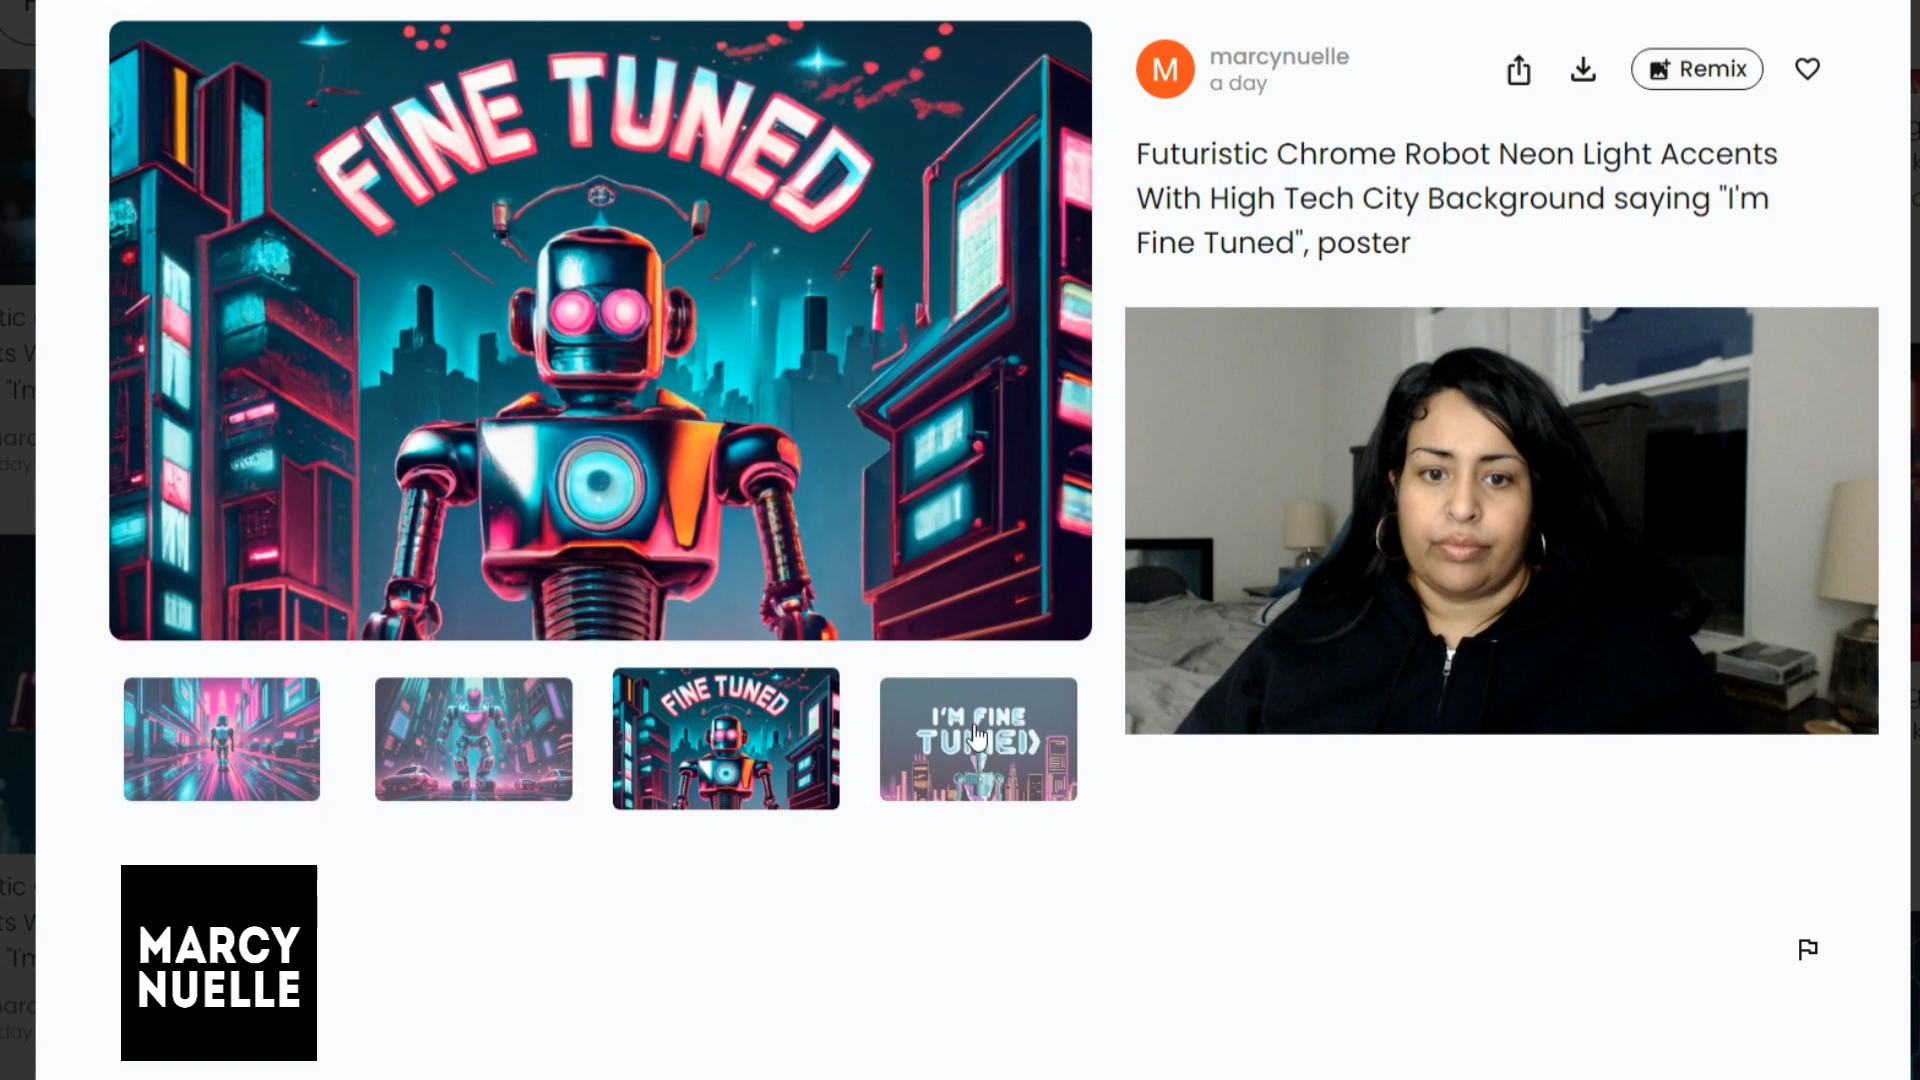 FINE TUNED
M
marcynuelle
a day
Remix
Futuristic Chrome Robot Neon Light Accents
With High Tech City Background saying "I'm
Fine Tuned", poster
FINE TUNED
I'M FINE
MARCY
NUELLE